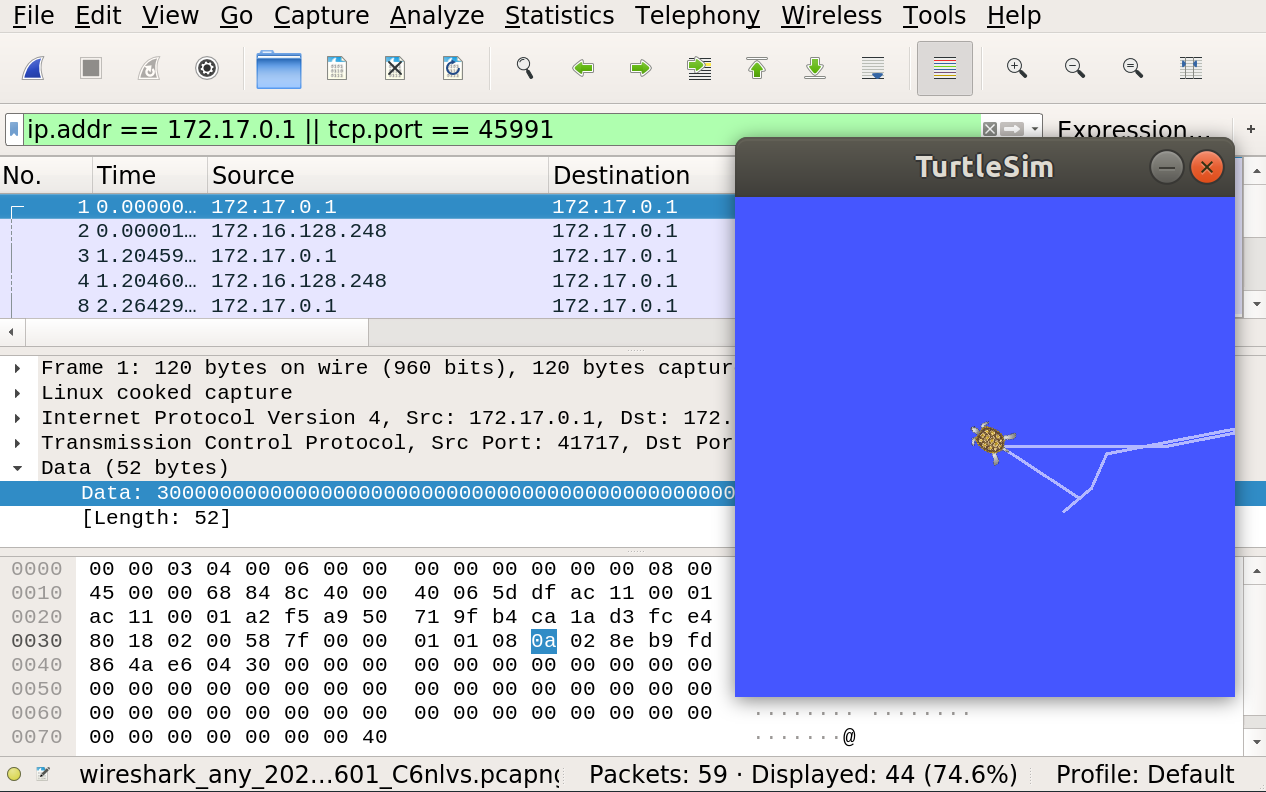 File Edit View Go Capture Analyze Statistics Telephony Wireless Tools Help
ip.addr == 172.17.0.1 || tcp.port == 45991
Expression... +
TurtleSim
No. Time Source Destination
1 0.00000… 172.17.0.1 172.17.0.1
2 0.00001… 172.16.128.248 172.17.0.1
3 1.20459… 172.17.0.1 172.17.0.1
4 1.20460… 172.16.128.248 172.17.0.1
8 2.26429… 172.17.0.1 172.17.0.1
Frame 1: 120 bytes on wire (960 bits), 120 bytes captur
Linux cooked capture
Internet Protocol Version 4, Src: 172.17.0.1, Dst: 172.
Transmission Control Protocol, Src Port: 41717, Dst Por
Data (52 bytes)
Data: 3000000000000000000000000000000000000000000000
[Length: 52]
0000 00 00 03 04 00 06 00 00 00 00 00 00 00 00 08 00
0010 45 00 00 68 84 8c 40 00 40 06 5d df ac 11 00 01
0020 ac 11 00 01 a2 f5 a9 50 71 9f b4 ca 1a d3 fc e4
0030 80 18 02 00 58 7f 00 00 01 01 08 0a 02 8e b9 fd
0040 86 4a e6 04 30 00 00 00 00 00 00 00 00 00 00 00
0050 00 00 00 00 00 00 00 00 00 00 00 00 00 00 00 00
0060 00 00 00 00 00 00 00 00 00 00 00 00 00 00 00 00 ········ ········
0070 00 00 00 00 00 00 00 40 ·······@
wireshark_any_202…601_C6nlvs.pcapn Packets: 59 · Displayed: 44 (74.6%) Profile: Default